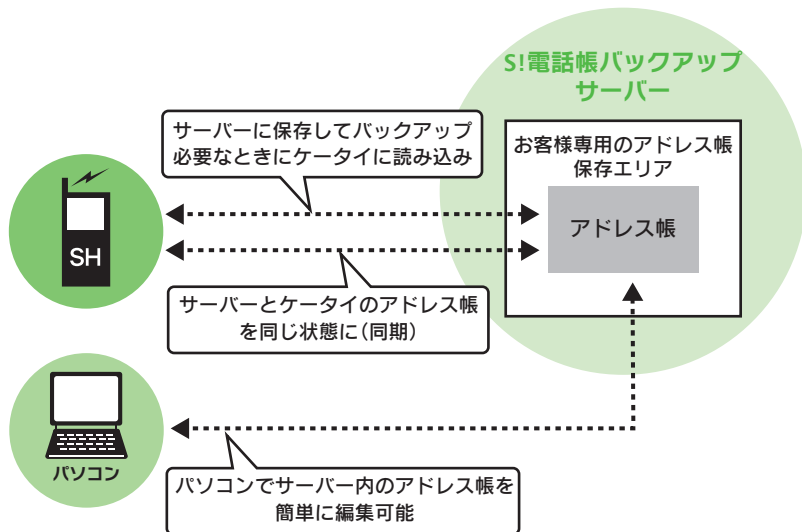 S!電話帳バックアップ
サーバー
サーバーに保存してバックアップ
必要なときにケータイに読み込み
お客様専用のアドレス帳
保存エリア
アドレス帳
SH
サーバーとケータイのアドレス帳
を同じ状態に(同期)
パソコン
パソコンでサーバー内のアドレス帳を
簡単に編集可能